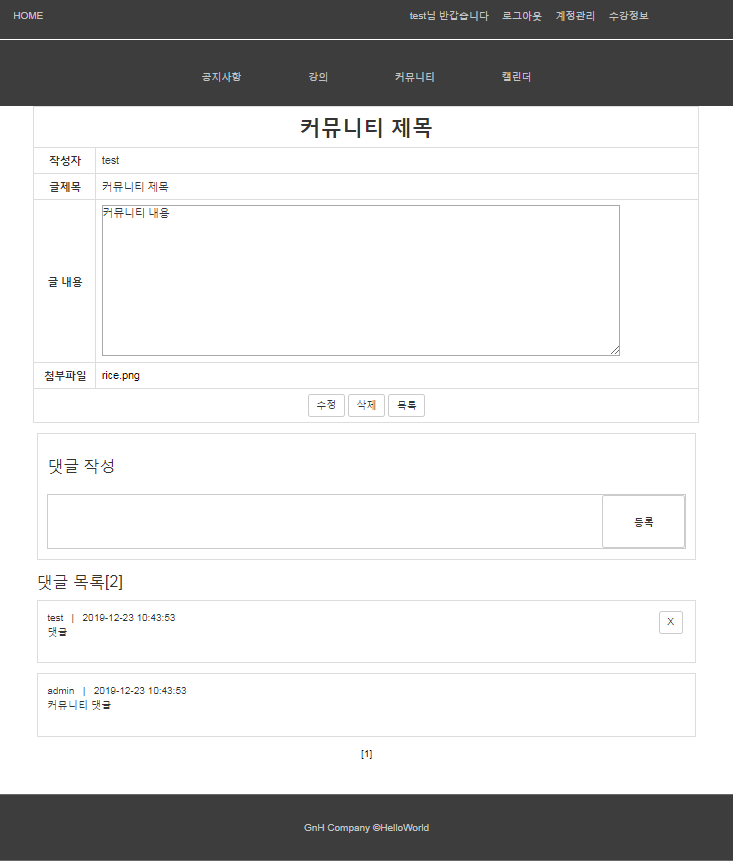 HOME test님 반갑습니다 로그아웃 계정관리 수강정보
공지사항 강의 커뮤니티 캘린더
커뮤니티 제목
작성자 test
글제목 커뮤니티 제목
글 내용 커뮤니티 내용
첨부파일 rice.png
수정 삭제 목록
댓글 작성
등록
댓글 목록[2]
test | 2019-12-23 10:43:53 X
댓글
admin | 2019-12-23 10:43:53
커뮤니티 댓글
[1]
GnH Company ©HelloWorld